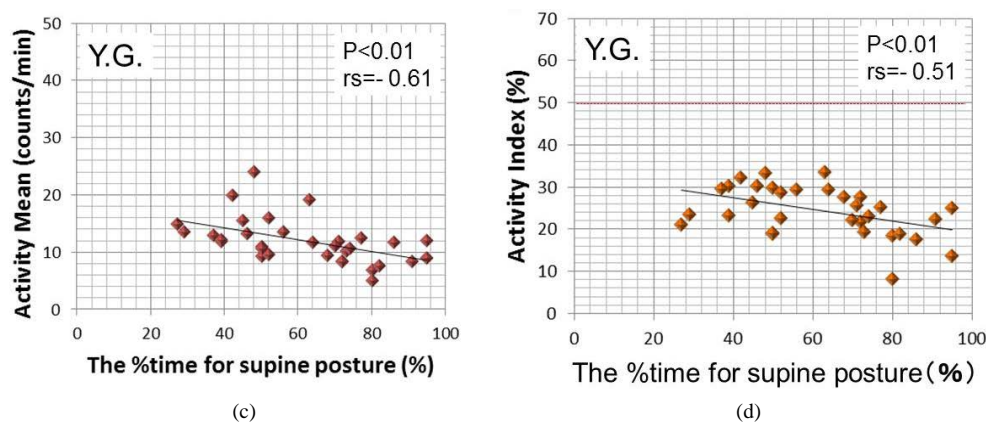 Y.G.
P<0.01
rs=- 0.61
Activity Mean (counts/min)
50
40
30
20
10
0
0 20 40 60 80 100
The %time for supine posture (%)
(c)
Y.G.
P<0.01
rs=- 0.51
Activity Index (%)
70
60
50
40
30
20
10
0
0 20 40 60 80 100
The %time for supine posture (%)
(d)